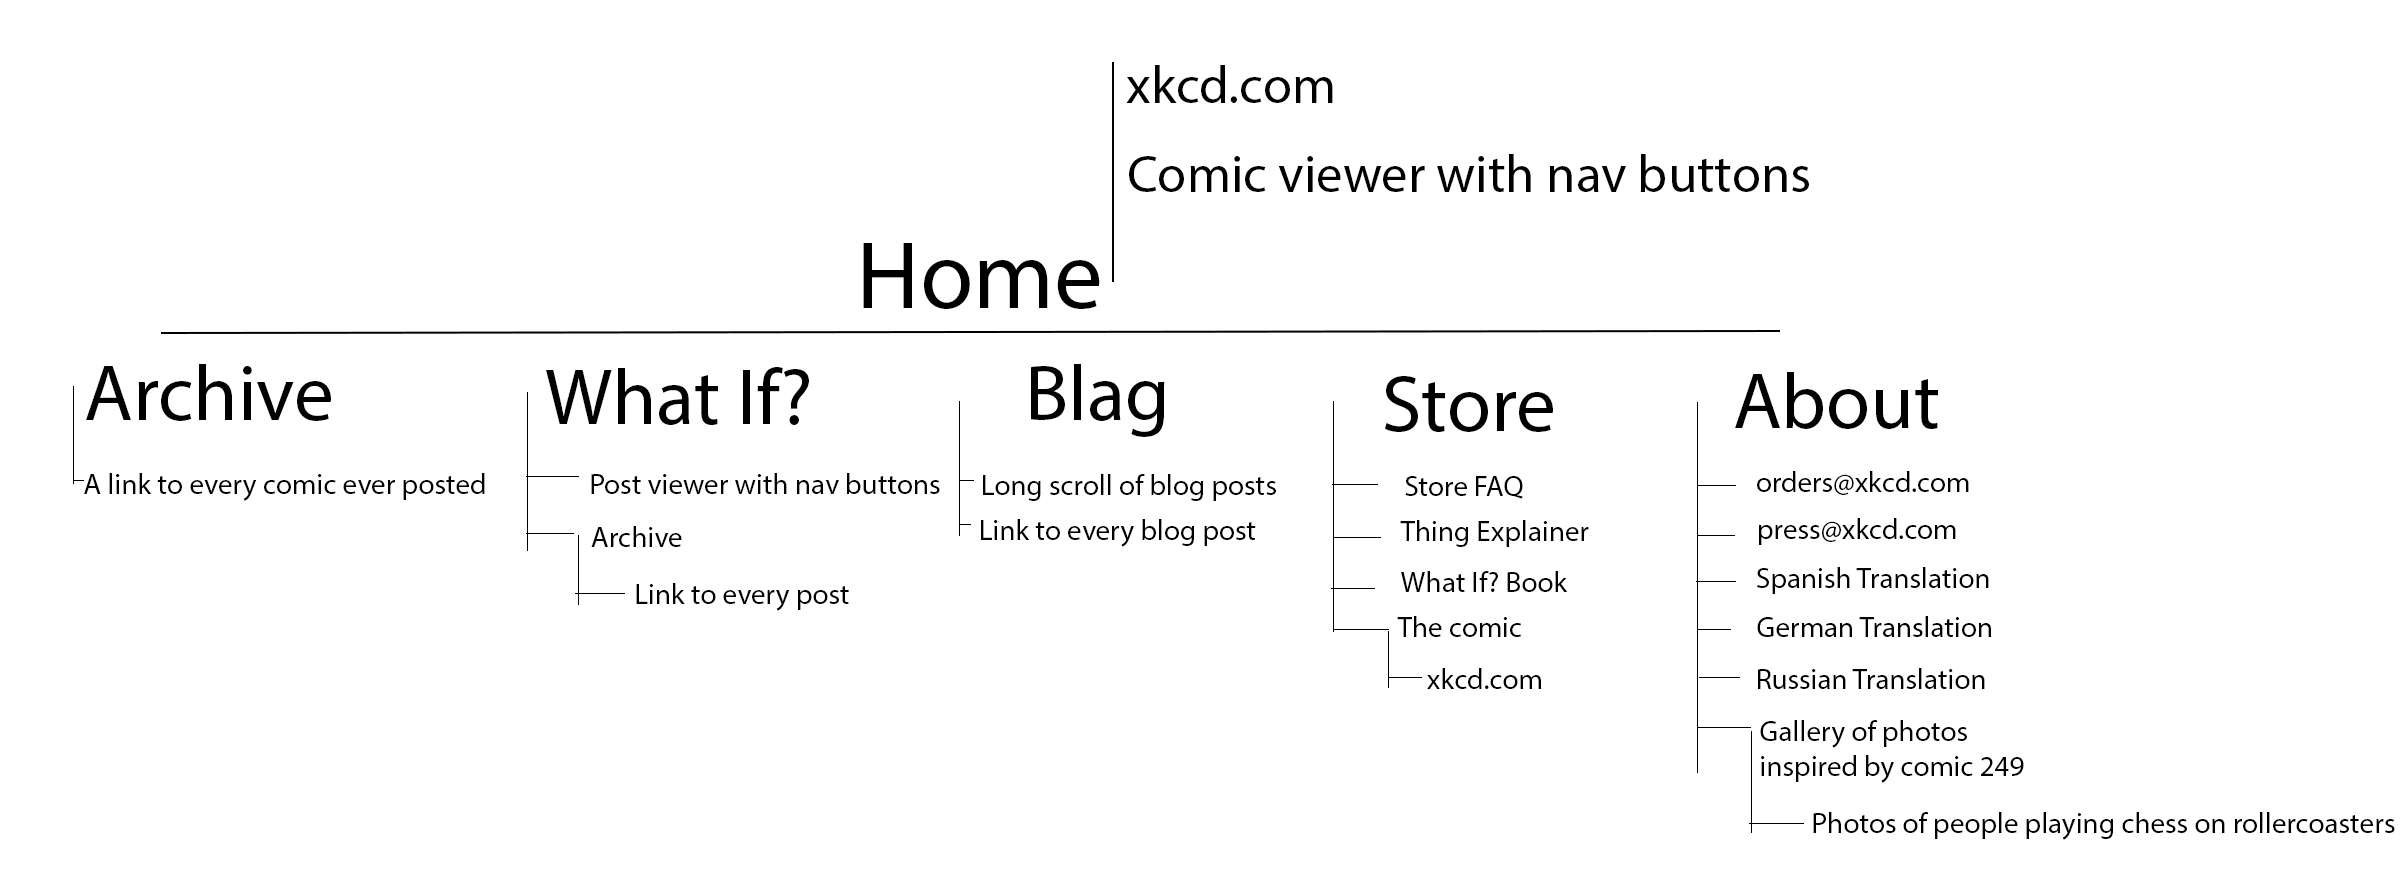 xkcd.com
Comic viewer with nav buttons
Home
Archive
A link to every comic ever posted
What If?
Post viewer with nav buttons
Archive
Link to every post
Blag
Long scroll of blog posts
Link to every blog post
Store
Store FAQ
Thing Explainer
What If? Book
The comic
xkcd.com
About
orders@xkcd.com
press@xkcd.com
Spanish Translation
German Translation
Russian Translation
Gallery of photos
inspired by comic 249
Photos of people playing chess on rollercoasters